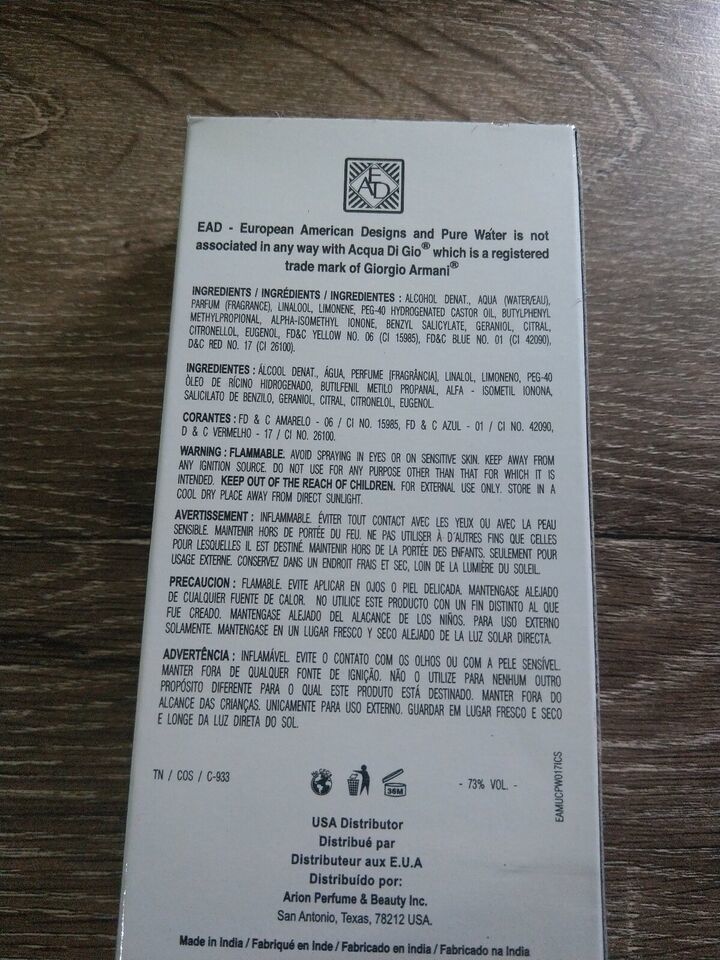 EAD
EAD - European American Designs and Pure Water is not
associated in any way with Acqua Di Gio® which is a registered
trade mark of Giorgio Armani®
INGREDIENTS / INGRÉDIENTS / INGREDIENTES : ALCOHOL DENAT., AQUA (WATER/EAU),
PARFUM (FRAGRANCE), LINALOOL, LIMONENE, PEG-40 HYDROGENATED CASTOR OIL, BUTYLPHENYL
METHYLPROPIONAL, ALPHA-ISOMETHYL IONONE, BENZYL SALICYLATE, GERANIOL, CITRAL,
CITRONELLOL, EUGENOL, FD&C YELLOW NO. 06 (CI 15985), FD&C BLUE NO. 01 (CI 42090),
D&C RED NO. 17 (CI 26100).
INGREDIENTES : ÁLCOOL DENAT., ÁGUA, PERFUME [FRAGRÂNCIA], LINALOL, LIMONENO, PEG-40
ÓLEO DE RÍCINO HIDROGENADO, BUTILFENIL METILO PROPANAL, ALFA - ISOMETIL IONONA,
SALICILATO DE BENZILO, GERANIOL, CITRAL, CITRONELOL, EUGENOL.
CORANTES : FD & C AMARELO - 06 / CI NO. 15985, FD & C AZUL - 01 / CI NO. 42090,
D & C VERMELHO - 17 / CI NO. 26100.
WARNING : FLAMMABLE. AVOID SPRAYING IN EYES OR ON SENSITIVE SKIN. KEEP AWAY FROM
ANY IGNITION SOURCE. DO NOT USE FOR ANY PURPOSE OTHER THAN THAT FOR WHICH IT IS
INTENDED. KEEP OUT OF THE REACH OF CHILDREN. FOR EXTERNAL USE ONLY. STORE IN A
COOL DRY PLACE AWAY FROM DIRECT SUNLIGHT.
AVERTISSEMENT : INFLAMMABLE. ÉVITER TOUT CONTACT AVEC LES YEUX OU AVEC LA PEAU
SENSIBLE. MAINTENIR HORS DE PORTÉE DU FEU. NE PAS UTILISER À D'AUTRES FINS QUE CELLES
POUR LESQUELLES IL EST DESTINÉ. MAINTENIR HORS DE LA PORTÉE DES ENFANTS. SEULEMENT POUR
USAGE EXTERNE. CONSERVEZ DANS UN ENDROIT FRAIS ET SEC, LOIN DE LA LUMIÈRE DU SOLEIL.
PRECAUCION : FLAMABLE. EVITE APLICAR EN OJOS O PIEL DELICADA. MANTENGASE ALEJADO
DE CUALQUIER FUENTE DE CALOR. NO UTILICE ESTE PRODUCTO CON UN FIN DISTINTO AL QUE
FUE CREADO. MANTENGASE ALEJADO DEL ALACANCE DE LOS NIÑOS. PARA USO EXTERNO
SOLAMENTE. MANTENGASE EN UN LUGAR FRESCO Y SECO ALEJADO DE LA LUZ SOLAR DIRECTA.
ADVERTÊNCIA : INFLAMÁVEL. EVITE O CONTATO COM OS OLHOS OU COM A PELE SENSÍVEL.
MANTER FORA DE QUALQUER FONTE DE IGNIÇÃO. NÃO O UTILIZE PARA NENHUM OUTRO
PROPÓSITO DIFERENTE PARA O QUAL ESTE PRODUTO ESTÁ DESTINADO. MANTER FORA DO
ALCANCE DAS CRIANÇAS. UNICAMENTE PARA USO EXTERNO. GUARDAR EM LUGAR FRESCO E SECO
E LONGE DA LUZ DIRETA DO SOL.
TN / COS / C-933
36M
- 73% VOL. -
EAMUCPW017ICS
USA Distributor
Distribué par
Distributeur aux E.U.A
Distribuído por:
Arion Perfume & Beauty Inc.
San Antonio, Texas, 78212 USA.
Made in India / Fabriqué en Inde / Fabricado en india / Fabricado na India